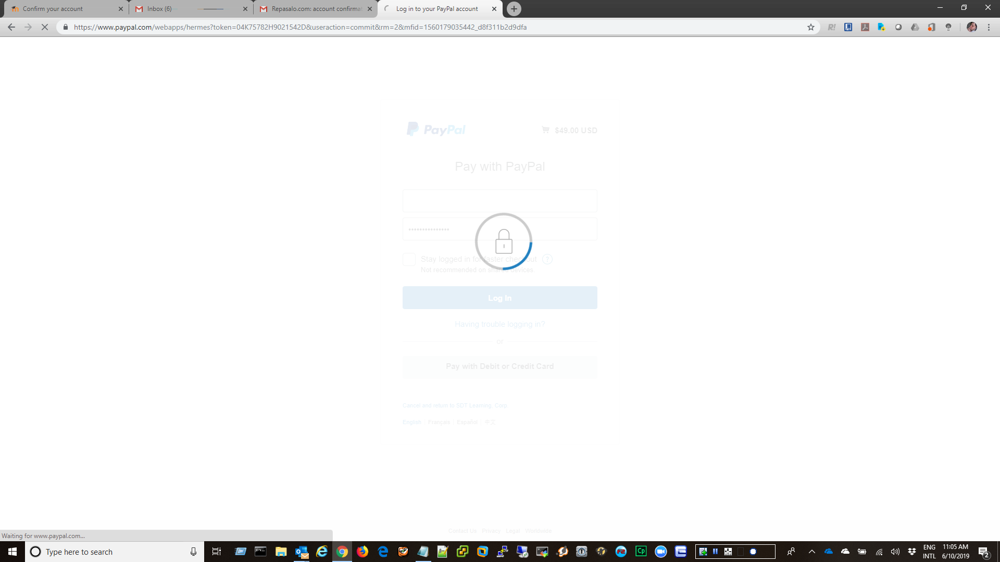 Confirm your account
Inbox (6)
Repasalo.com: account confirmat
Log in to your PayPal account
https://www.paypal.com/webapps/hermes?token=04K75782H9021542D&useraction=commit&rm=2&mfid=1560179035442_d8f311b2d9dfa
PayPal
$49.00 USD
Pay with PayPal
Stay logged in for faster checkout ?
Not recommended on shared devices.
Log In
Having trouble logging in?
or
Pay with Debit or Credit Card
Cancel and return to SDT Learning, Corp.
English Français Español 中文
Contact Us Privacy Legal Worldwide
Waiting for www.paypal.com...
Type here to search
ENG
INTL
11:05 AM
6/10/2019
2